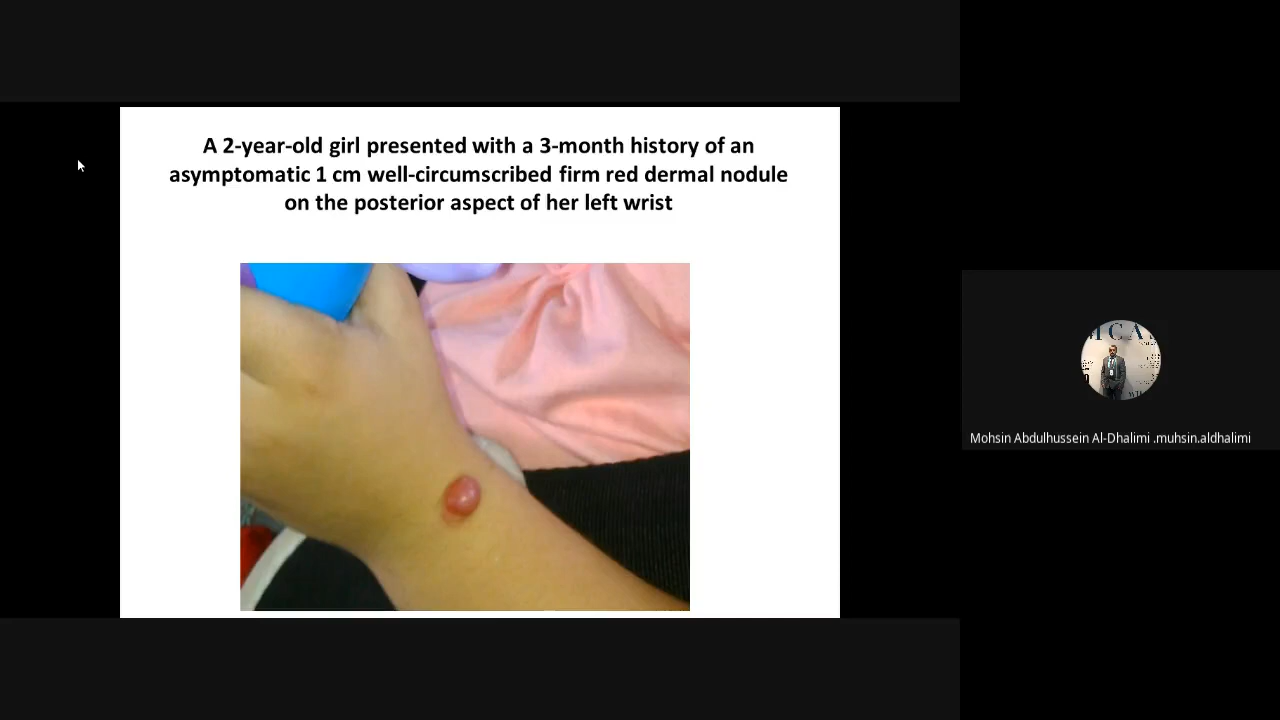 A 2-year-old girl presented with a 3-month history of an
asymptomatic 1 cm well-circumscribed firm red dermal nodule
on the posterior aspect of her left wrist
M C A
Mohsin Abdulhussein Al-Dhalimi .muhsin.aldhalimi